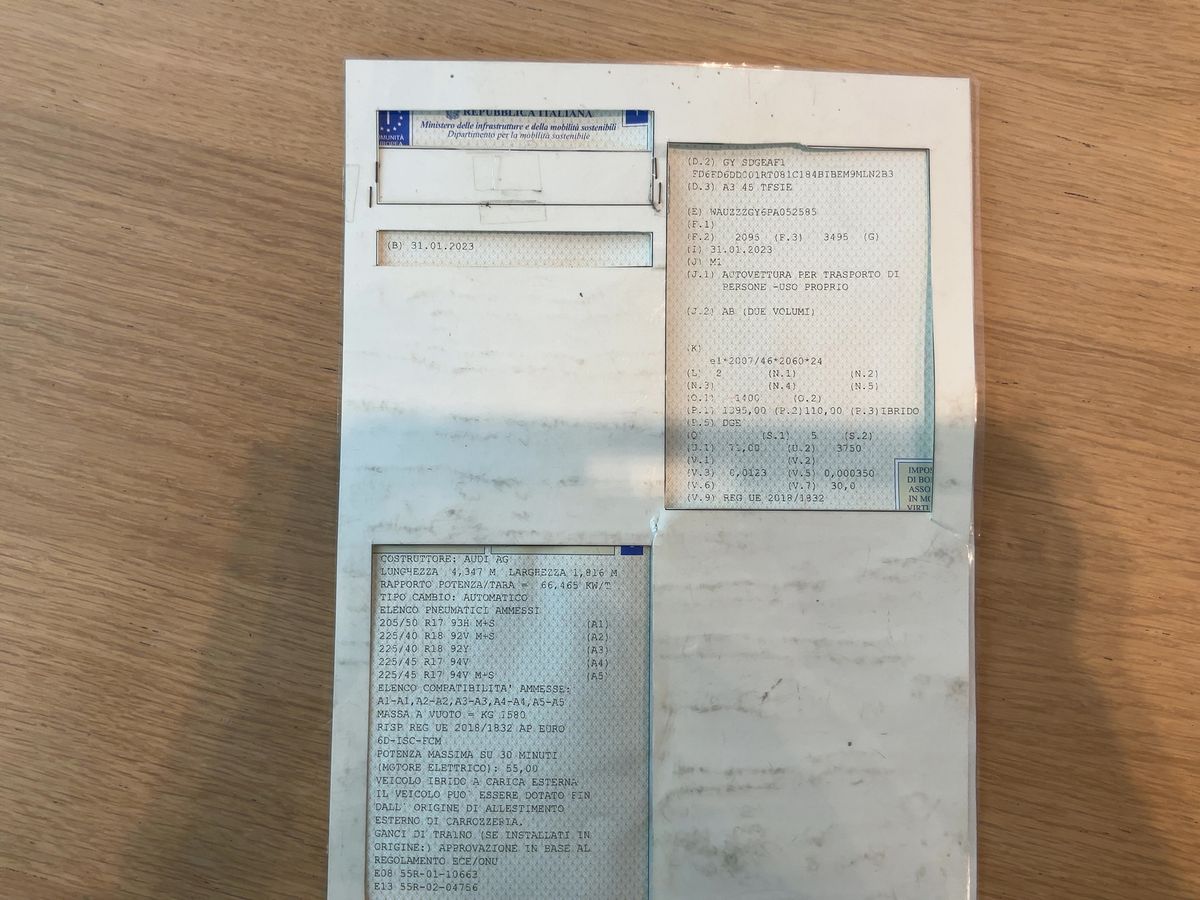 REPUBBLICA ITALIANA
Ministero delle infrastrutture e della mobilità sostenibili
Dipartimento per la mobilità sostenibile
(B) 31.01.2023
(D.2) GY SDGEAF1
(D.3) A3 45 TFSIE
(E) WAUZZZGY6PA052585
(F.1)
(F.2) 2095 (F.3) 3495 (G)
(I) 31.01.2023
(J) M1
(J.1) AUTOVETTURA PER TRASPORTO DI
PERSONE -USO PROPRIO
(J.2) AB (DUE VOLUMI)
(K)
e1*2007/46*2060*24
(L) 2 (N.1) (N.2)
(N.3) (N.4) (N.5)
(O.1) 1400 (O.2)
(P.1) 1395,00 (P.2)110,00 (P.3)IBRIDO
(P.5) DGE
(Q) (S.1) 5 (S.2)
(U.1) 71,00 (U.2) 3750
(V.1) (V.2)
(V.3) 0,0123 (V.5) 0,000350
(V.6) (V.7) 30,0
(V.9) REG UE 2018/1832
IMPOS
DI BO
ASSO
IN MO
VIRTU
COSTRUTTORE: AUDI AG
LUNGHEZZA 4,347 M LARGHEZZA 1,816 M
RAPPORTO POTENZA/TARA = 66,465 KW/T
TIPO CAMBIO: AUTOMATICO
ELENCO PNEUMATICI AMMESSI
205/50 R17 93H M+S (A1)
225/40 R18 92V M+S (A2)
225/40 R18 92Y (A3)
225/45 R17 94V (A4)
225/45 R17 94V M+S (A5)
ELENCO COMPATIBILITA' AMMESSE:
A1-A1,A2-A2,A3-A3,A4-A4,A5-A5
MASSA A VUOTO = KG 1580
RISP REG UE 2018/1832 AP EURO
6D-ISC-FCM
POTENZA MASSIMA SU 30 MINUTI
(MOTORE ELETTRICO): 55,00
VEICOLO IBRIDO A CARICA ESTERNA
IL VEICOLO PUO' ESSERE DOTATO FIN
DALL' ORIGINE DI ALLESTIMENTO
ESTERNO DI CARROZZERIA.
GANCI DI TRAINO (SE INSTALLATI IN
ORIGINE:) APPROVAZIONE IN BASE AL
REGOLAMENTO ECE/ONU
E08 55R-01-10663
E13 55R-02-04756